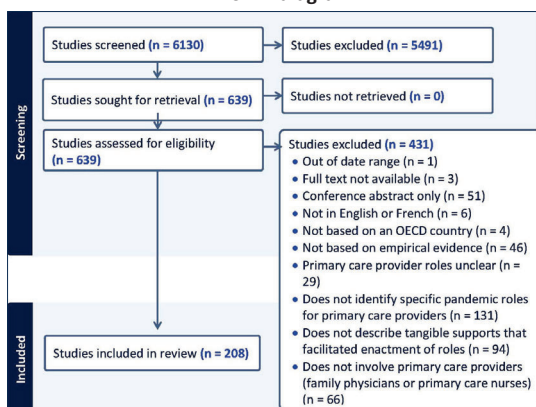 Studies screened (n = 6130)
Studies excluded (n = 5491)
Studies sought for retrieval (n = 639)
Studies not retrieved (n = 0)
Studies assessed for eligibility
(n = 639)
Studies excluded (n = 431)
• Out of date range (n = 1)
• Full text not available (n = 3)
• Conference abstract only (n = 51)
• Not in English or French (n = 6)
• Not based on an OECD country (n = 4)
• Not based on empirical evidence (n = 46)
• Primary care provider roles unclear (n =
29)
• Does not identify specific pandemic roles
for primary care providers (n = 131)
• Does not describe tangible supports that
facilitated enactment of roles (n = 94)
• Does not involve primary care providers
(family physicians or primary care nurses)
(n = 66)
Screening
Studies included in review (n = 208)
Included